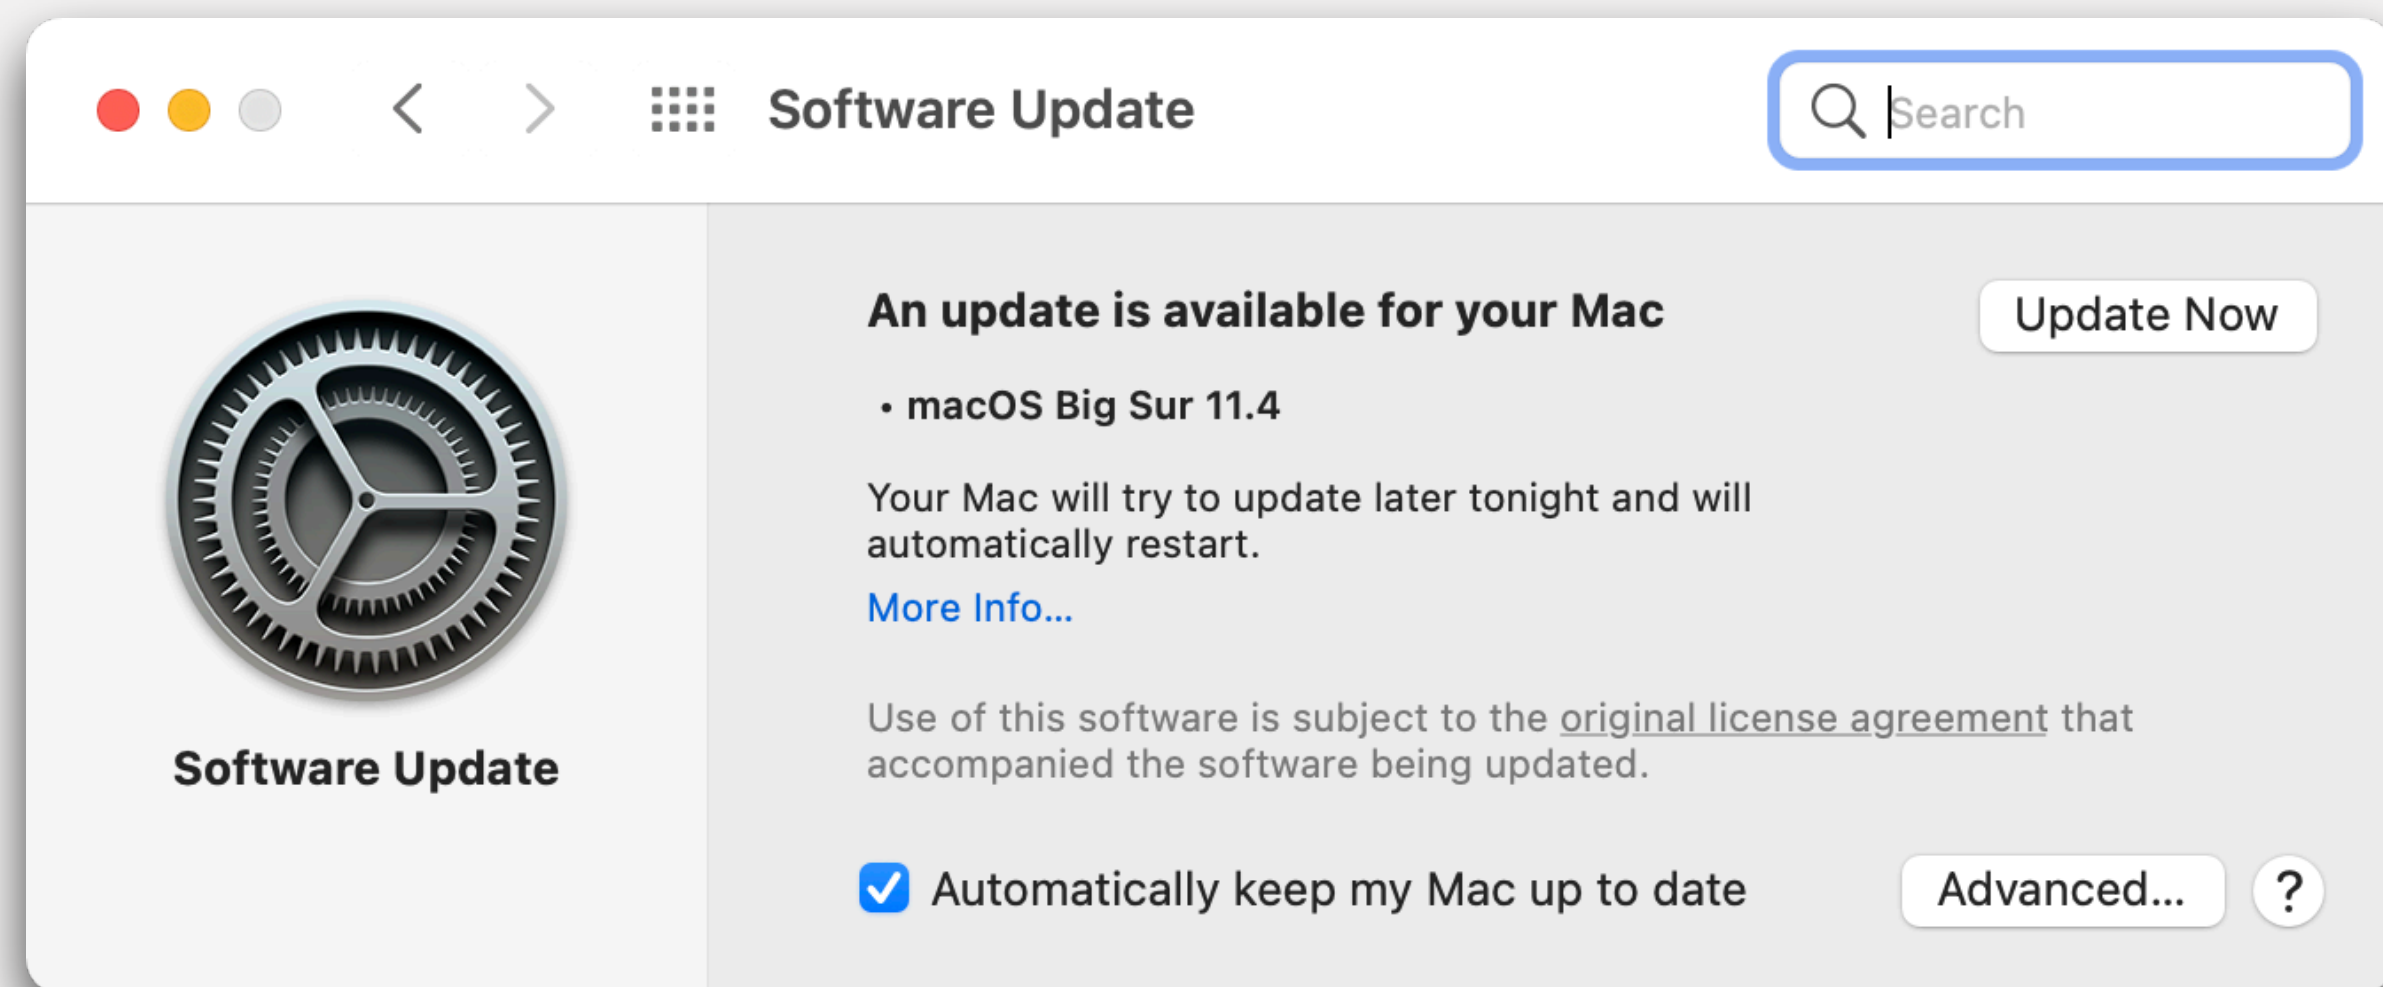 Software Update
Search
Software Update
An update is available for your Mac
Update Now
• macOS Big Sur 11.4
Your Mac will try to update later tonight and will
automatically restart.
More Info...
Use of this software is subject to the original license agreement that
accompanied the software being updated.
Automatically keep my Mac up to date
Advanced...
?